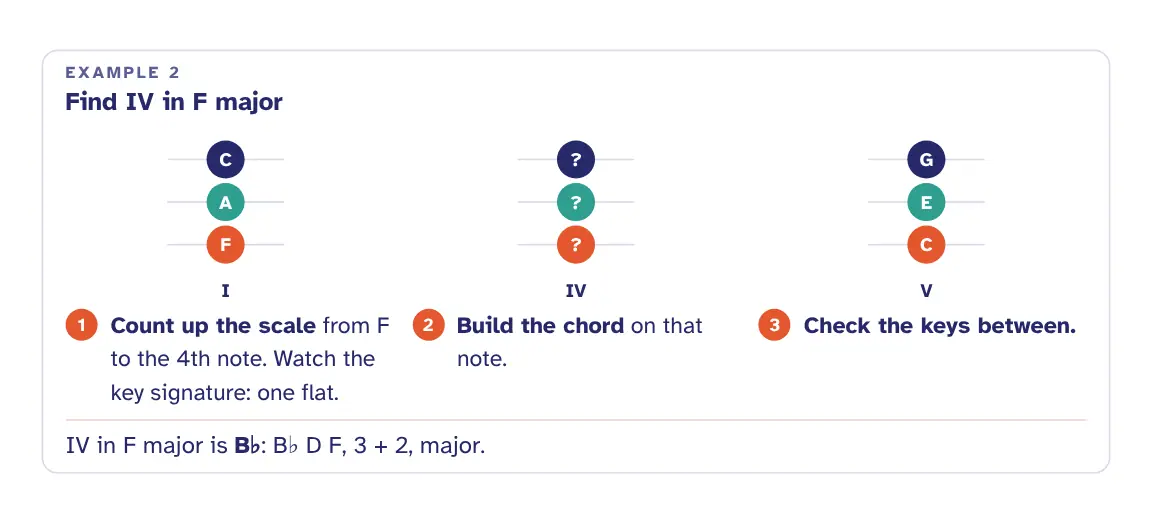 EXAMPLE 2
Find IV in F major
C
A
F
I
?
?
?
IV
G
E
C
V
1 Count up the scale from F
to the 4th note. Watch the
key signature: one flat.
2 Build the chord on that
note.
3 Check the keys between.
IV in F major is B♭: B♭ D F, 3 + 2, major.